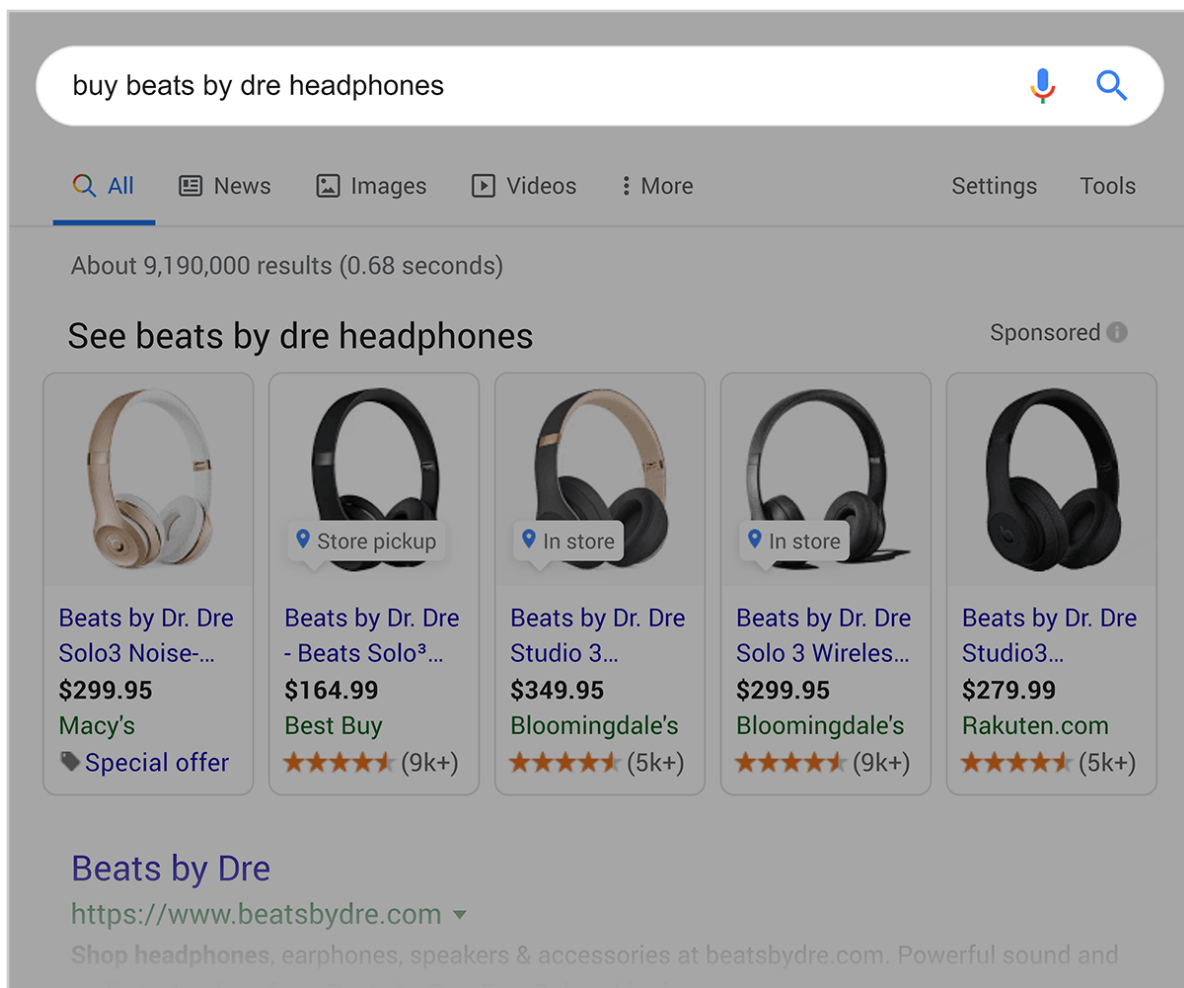 buy beats by dre headphones
All News Images Videos More Settings Tools
About 9,190,000 results (0.68 seconds)
See beats by dre headphones Sponsored
Store pickup
In store
In store
Beats by Dr. Dre
Solo3 Noise-...
$299.95
Macy's
Special offer
Beats by Dr. Dre
- Beats Solo³...
$164.99
Best Buy
(9k+)
Beats by Dr. Dre
Studio 3...
$349.95
Bloomingdale's
(5k+)
Beats by Dr. Dre
Solo 3 Wireles...
$299.95
Bloomingdale's
(9k+)
Beats by Dr. Dre
Studio3...
$279.99
Rakuten.com
(5k+)
Beats by Dre
https://www.beatsbydre.com
Shop headphones, earphones, speakers & accessories at beatsbydre.com. Powerful sound and